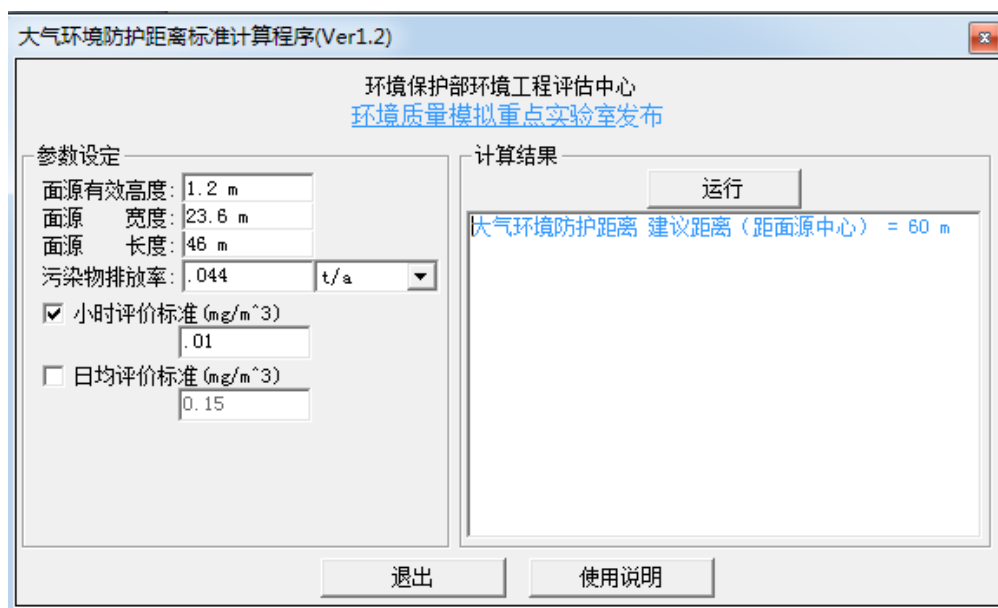 大气环境防护距离标准计算程序(Ver1.2)
环境保护部环境工程评估中心
环境质量模拟重点实验室发布
参数设定
面源有效高度: 1.2 m
面源 宽度: 23.6 m
面源 长度: 46 m
污染物排放率: .044 t/a
小时评价标准(mg/m^3)
.01
日均评价标准(mg/m^3)
0.15
计算结果
运行
大气环境防护距离 建议距离(距面源中心) = 60 m
退出 使用说明